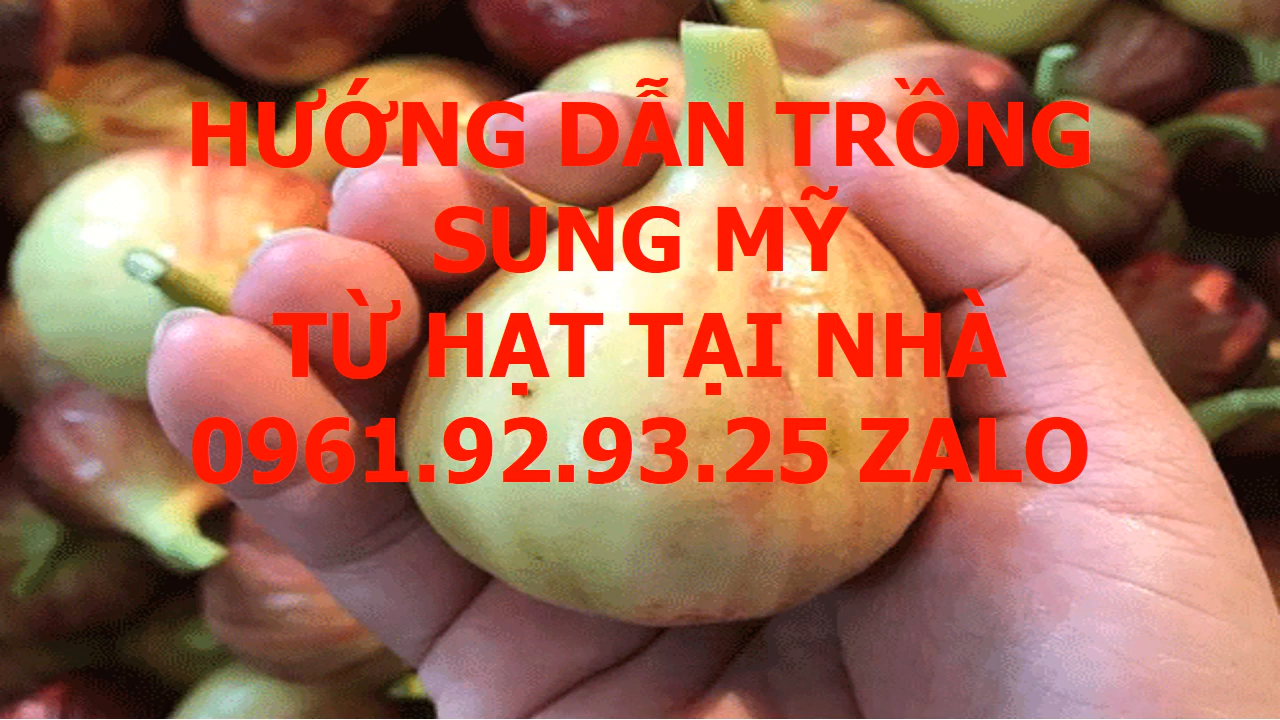 HƯỚNG DẪN TRỒNG
SUNG MỸ
TỪ HẠT TẠI NHÀ
0961.92.93.25 ZALO